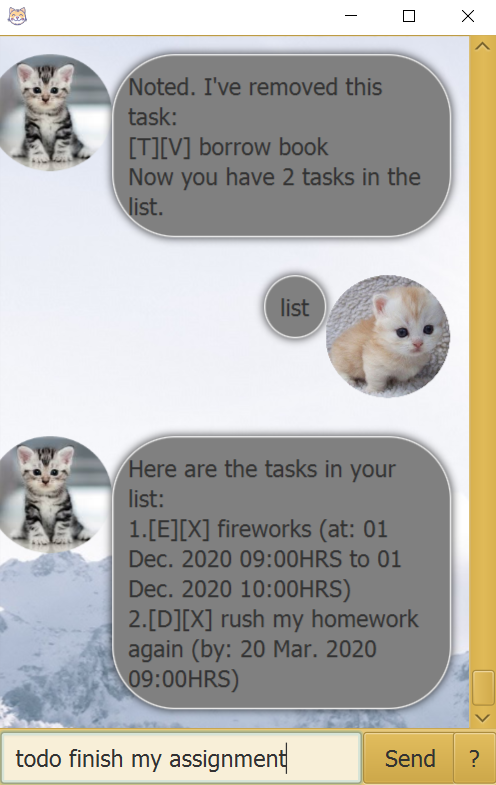 Noted. I've removed this
task:
[T][V] borrow book
Now you have 2 tasks in the
list.
list
Here are the tasks in your
list:
1.[E][X] fireworks (at: 01
Dec. 2020 09:00HRS to 01
Dec. 2020 10:00HRS)
2.[D][X] rush my homework
again (by: 20 Mar. 2020
09:00HRS)
todo finish my assignment
Send
?